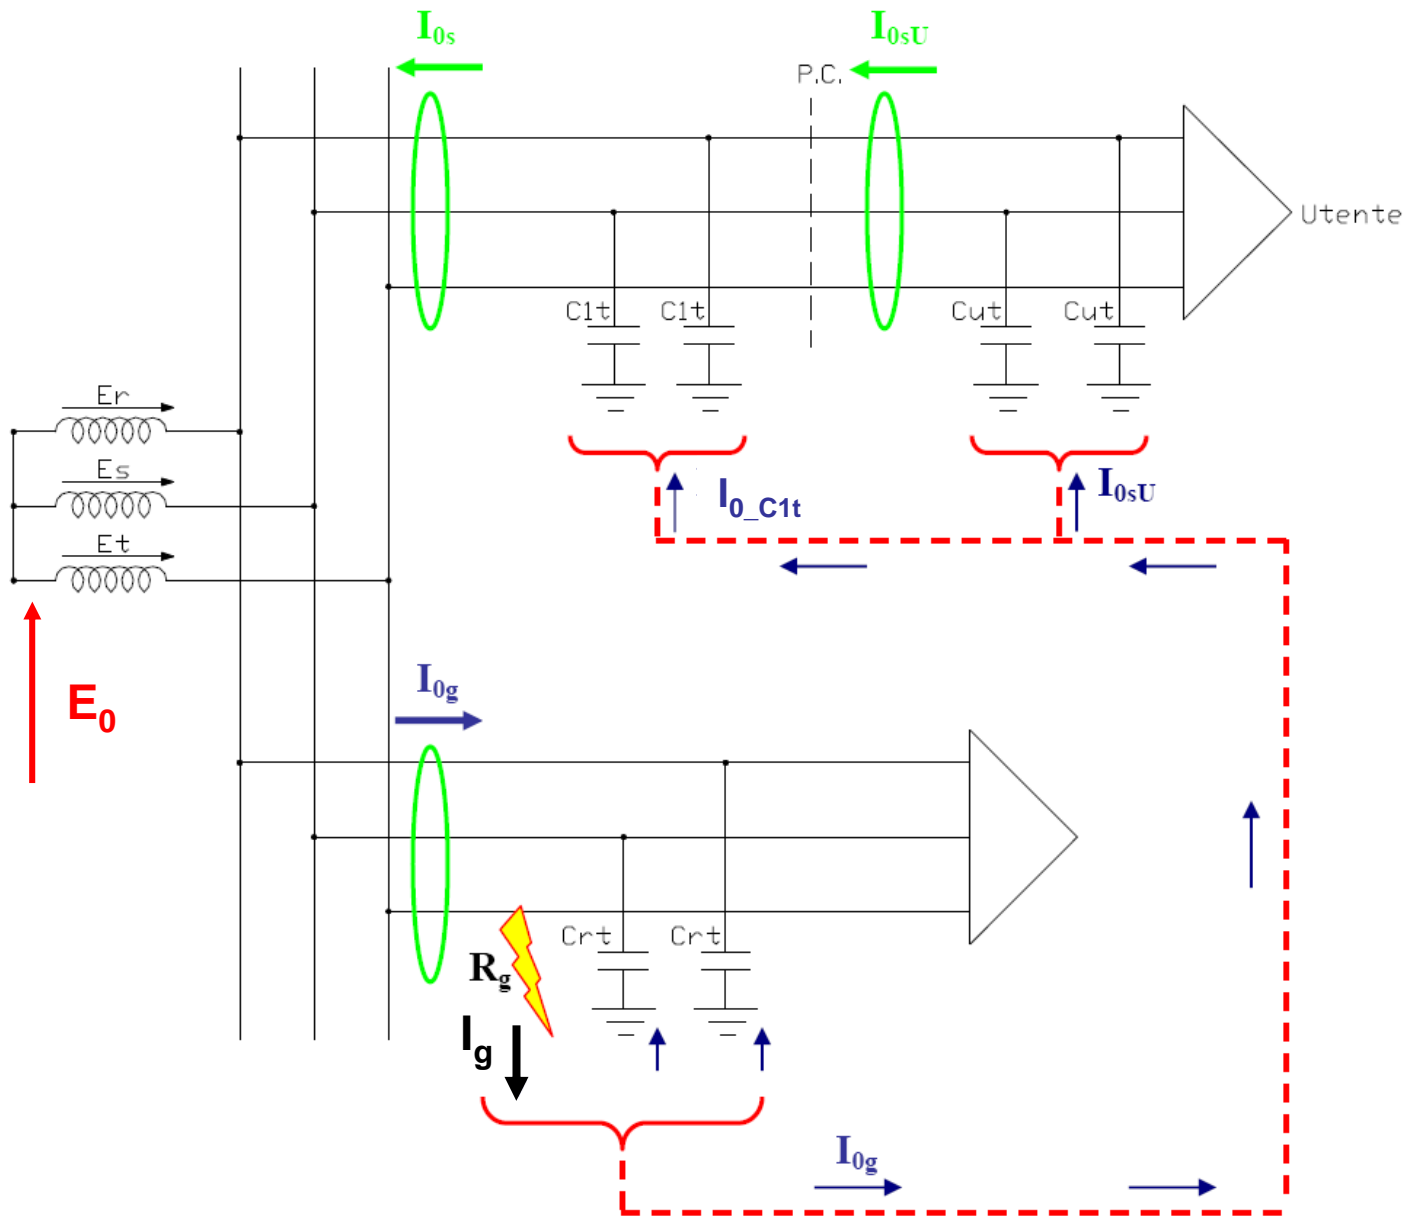 I0s
I0sU
P.C.
Utente
C1t
C1t
Cut
Cut
Er
Es
Et
I0_C1t
I0sU
E0
I0g
Crt
Crt
Rg
Ig
I0g